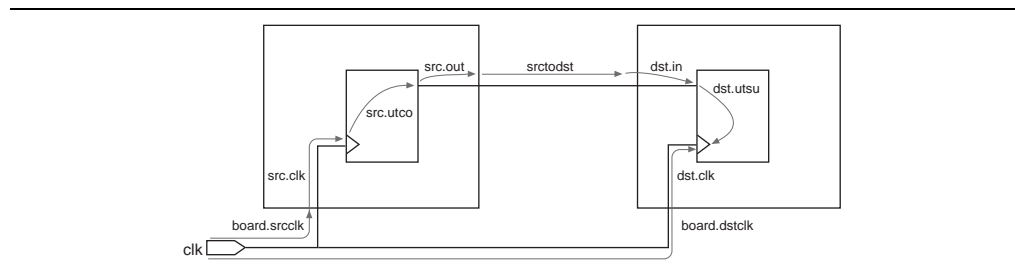 src.out
srctodst
dst.in
dst.utsu
src.utco
src.clk
dst.clk
board.srcclk
board.dstclk
clk